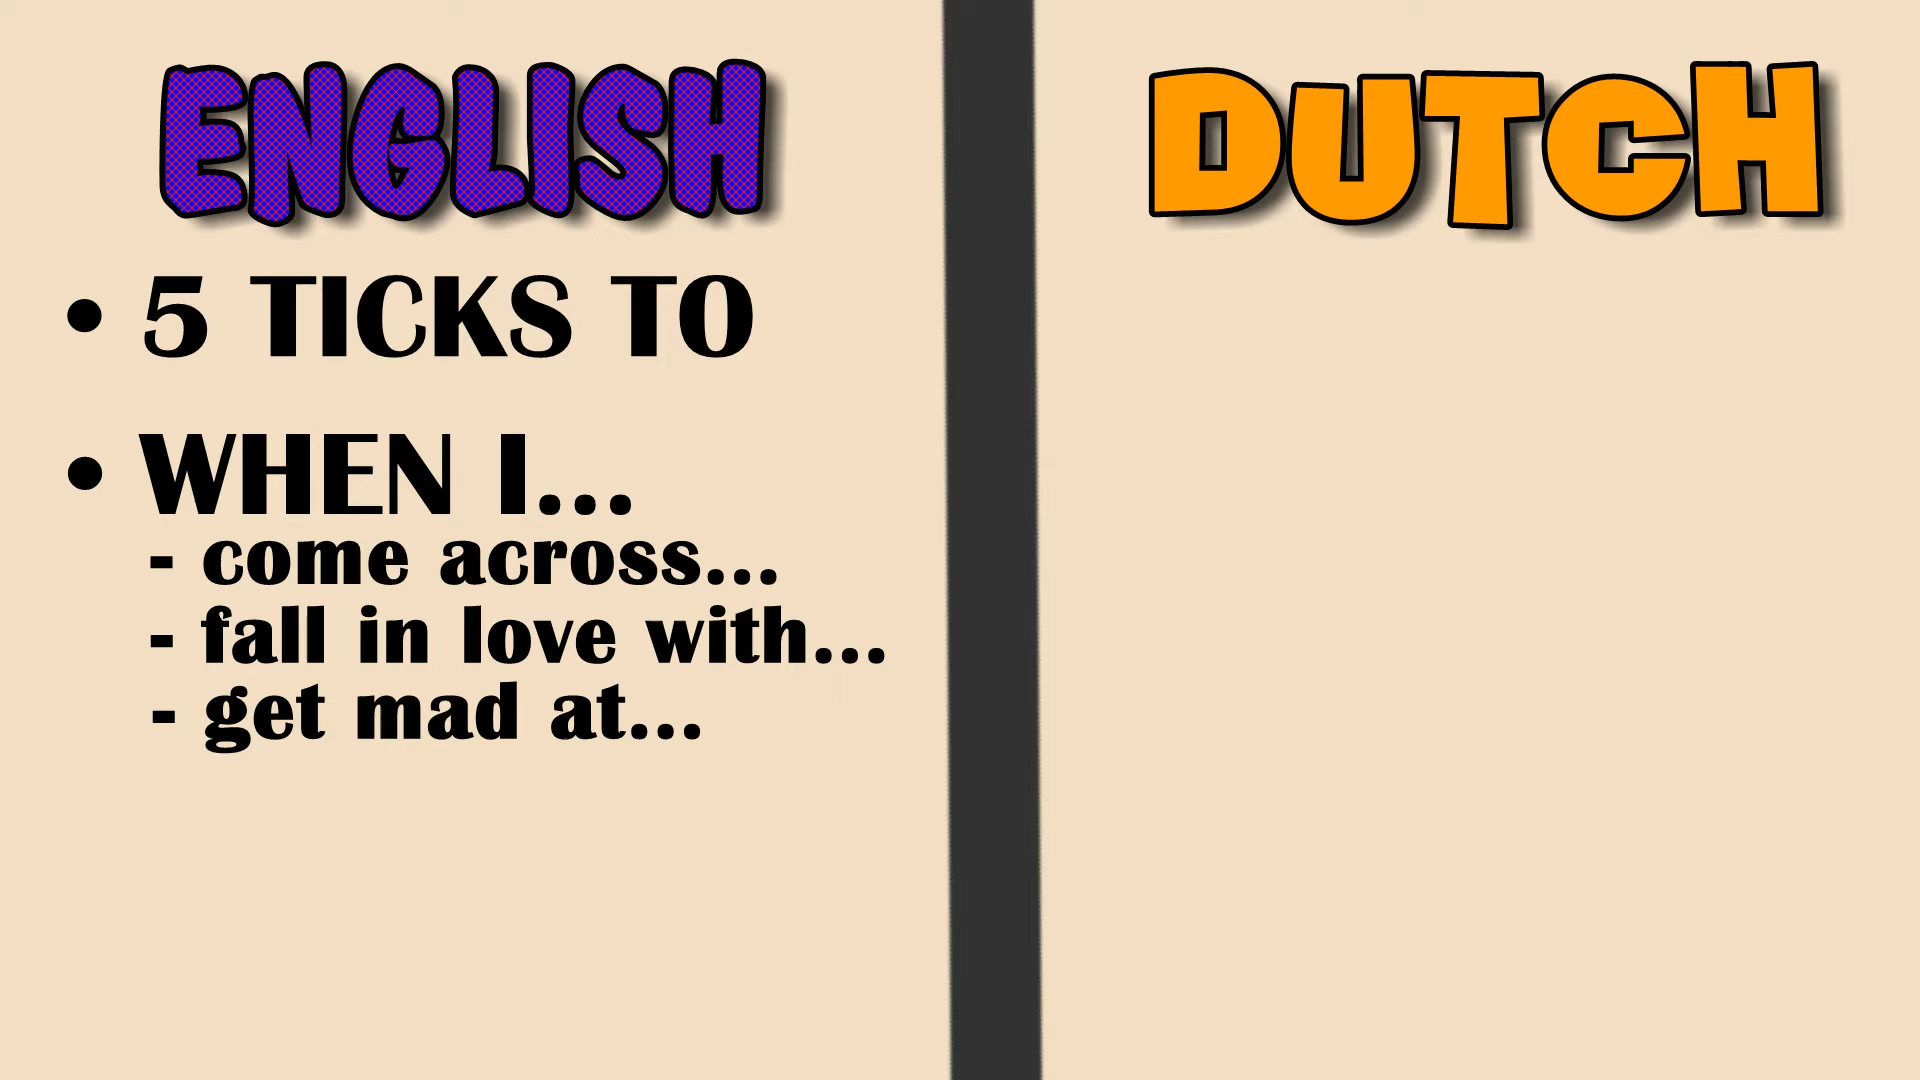 ENGLISH
DUTCH
• 5 TICKS TO
• WHEN I...
- come across...
- fall in love with...
- get mad at...